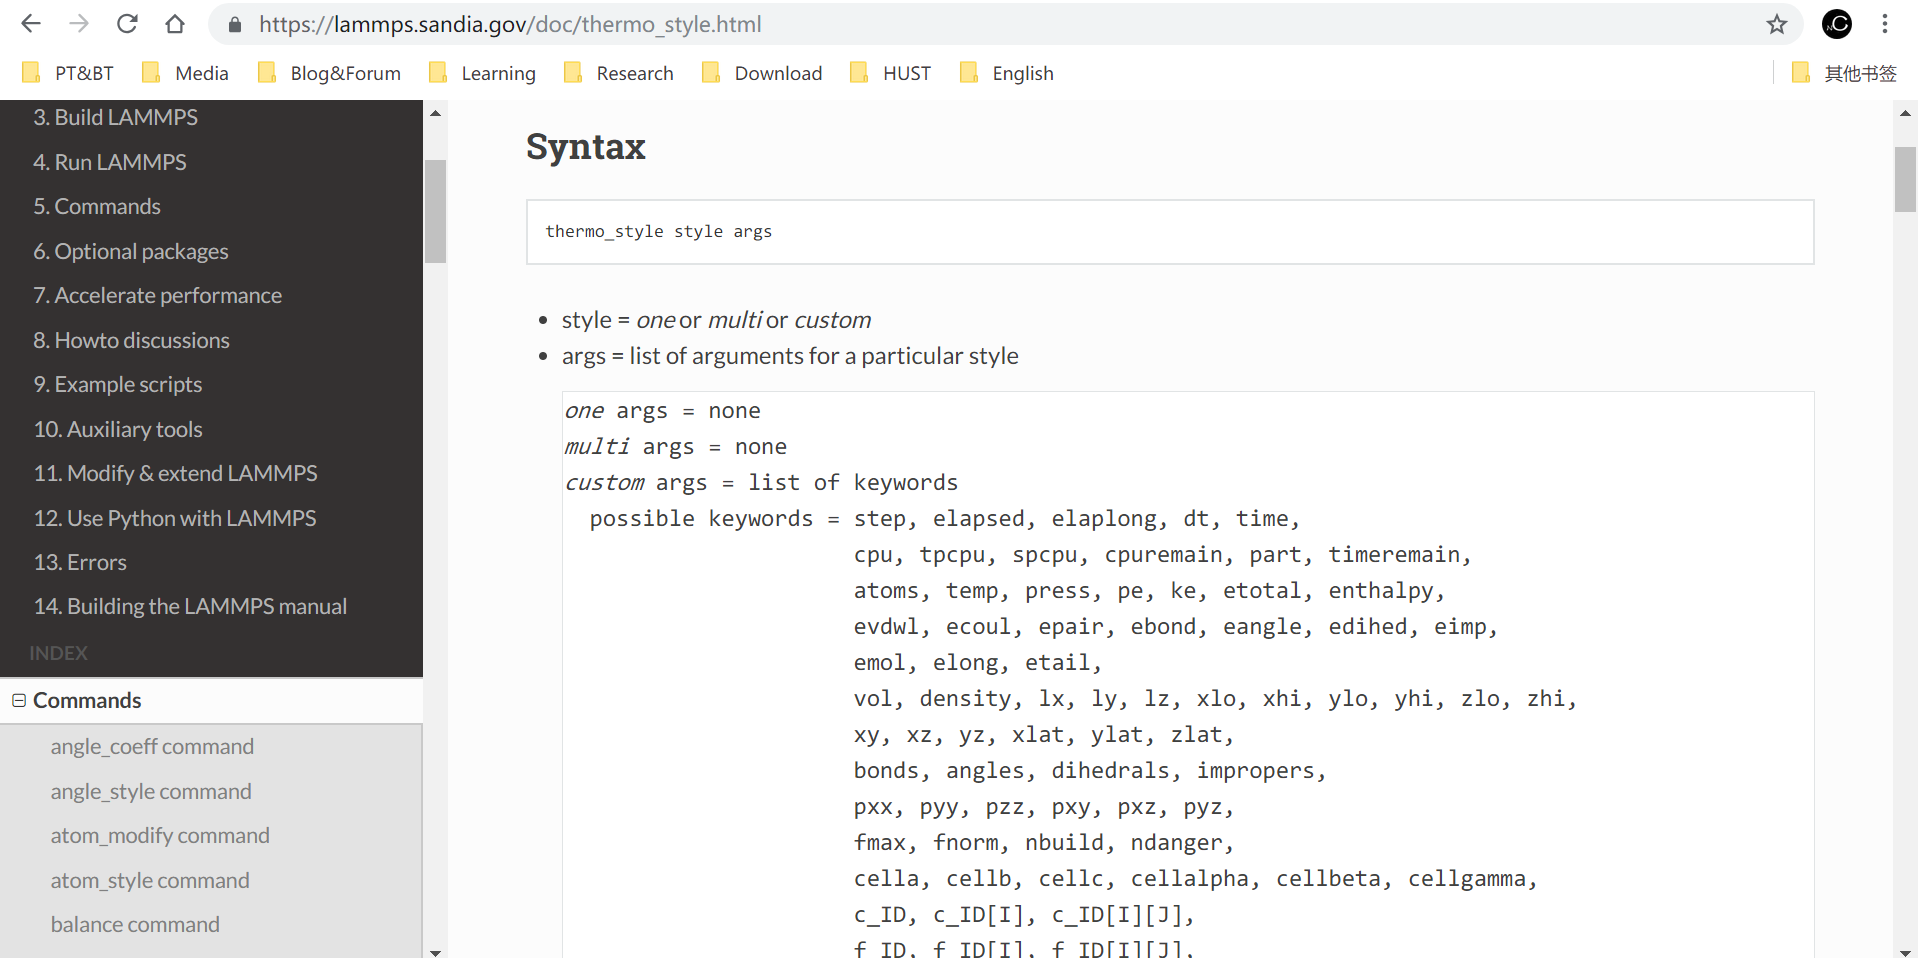 https://lammps.sandia.gov/doc/thermo_style.html
PT&BT Media Blog&Forum Learning Research Download HUST English 其他书签
3. Build LAMMPS
4. Run LAMMPS
5. Commands
6. Optional packages
7. Accelerate performance
8. Howto discussions
9. Example scripts
10. Auxiliary tools
11. Modify & extend LAMMPS
12. Use Python with LAMMPS
13. Errors
14. Building the LAMMPS manual
INDEX
Commands
angle_coeff command
angle_style command
atom_modify command
atom_style command
balance command
Syntax
thermo_style style args
• style = one or multi or custom
• args = list of arguments for a particular style
one args = none
multi args = none
custom args = list of keywords
possible keywords = step, elapsed, elaplong, dt, time,
cpu, tpcpu, spcpu, cpuremain, part, timeremain,
atoms, temp, press, pe, ke, etotal, enthalpy,
evdwl, ecoul, epair, ebond, eangle, edihed, eimp,
emol, elong, etail,
vol, density, lx, ly, lz, xlo, xhi, ylo, yhi, zlo, zhi,
xy, xz, yz, xlat, ylat, zlat,
bonds, angles, dihedrals, impropers,
pxx, pyy, pzz, pxy, pxz, pyz,
fmax, fnorm, nbuild, ndanger,
cella, cellb, cellc, cellalpha, cellbeta, cellgamma,
c_ID, c_ID[I], c_ID[I][J],
f_ID, f_ID[I], f_ID[I][J],